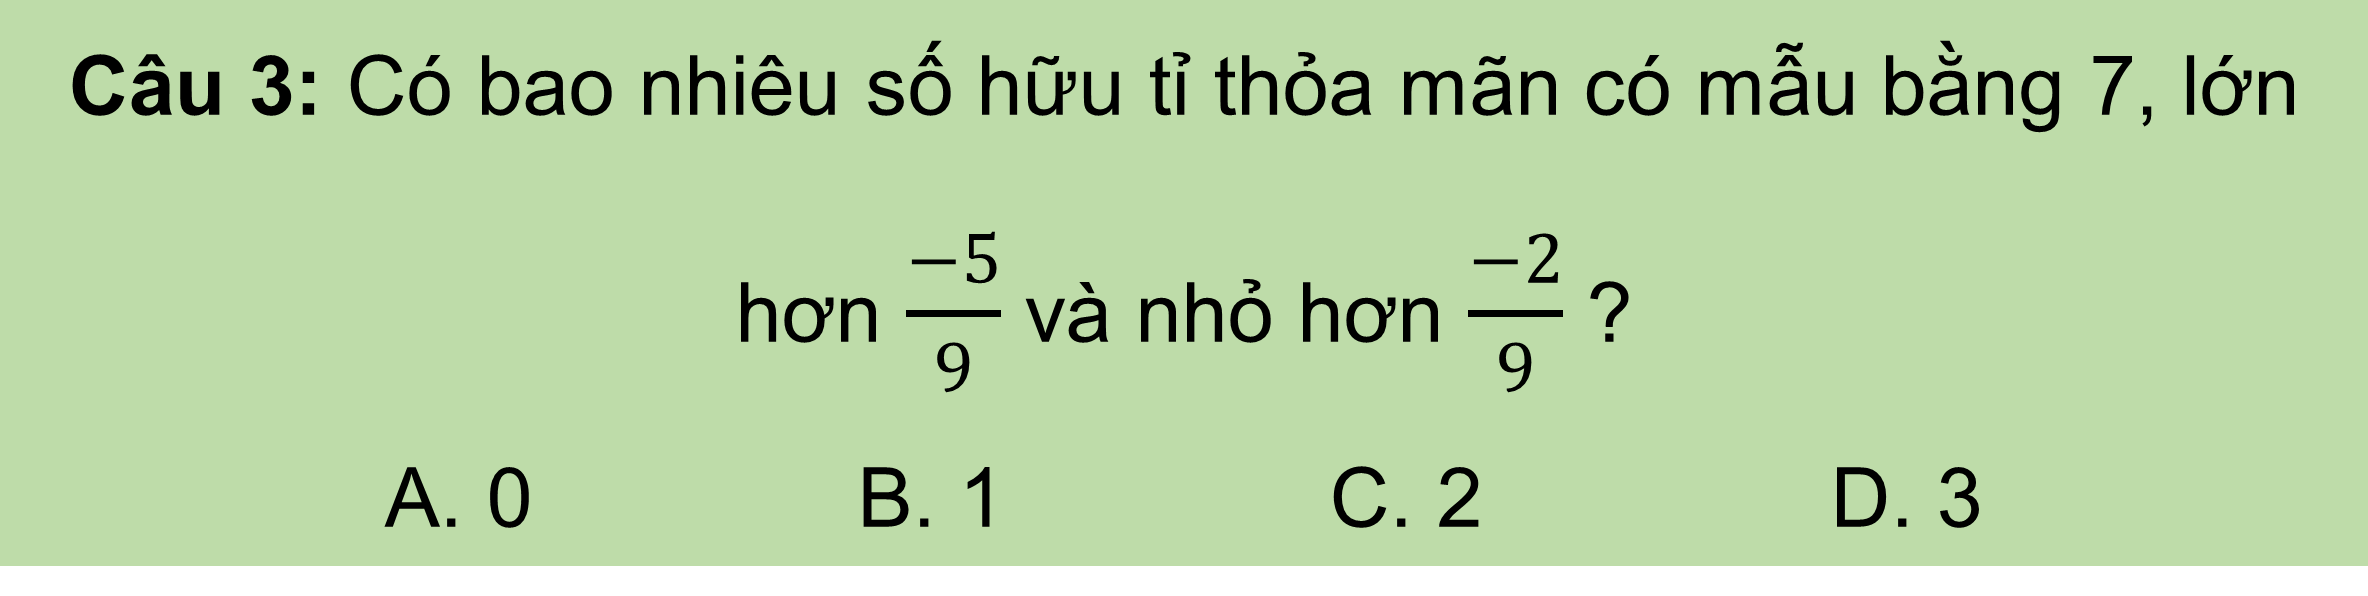 Câu 3: Có bao nhiêu số hữu tỉ thỏa mãn có mẫu bằng 7, lớn
hơn −5/9 và nhỏ hơn −2/9 ?
A. 0 B. 1 C. 2 D. 3